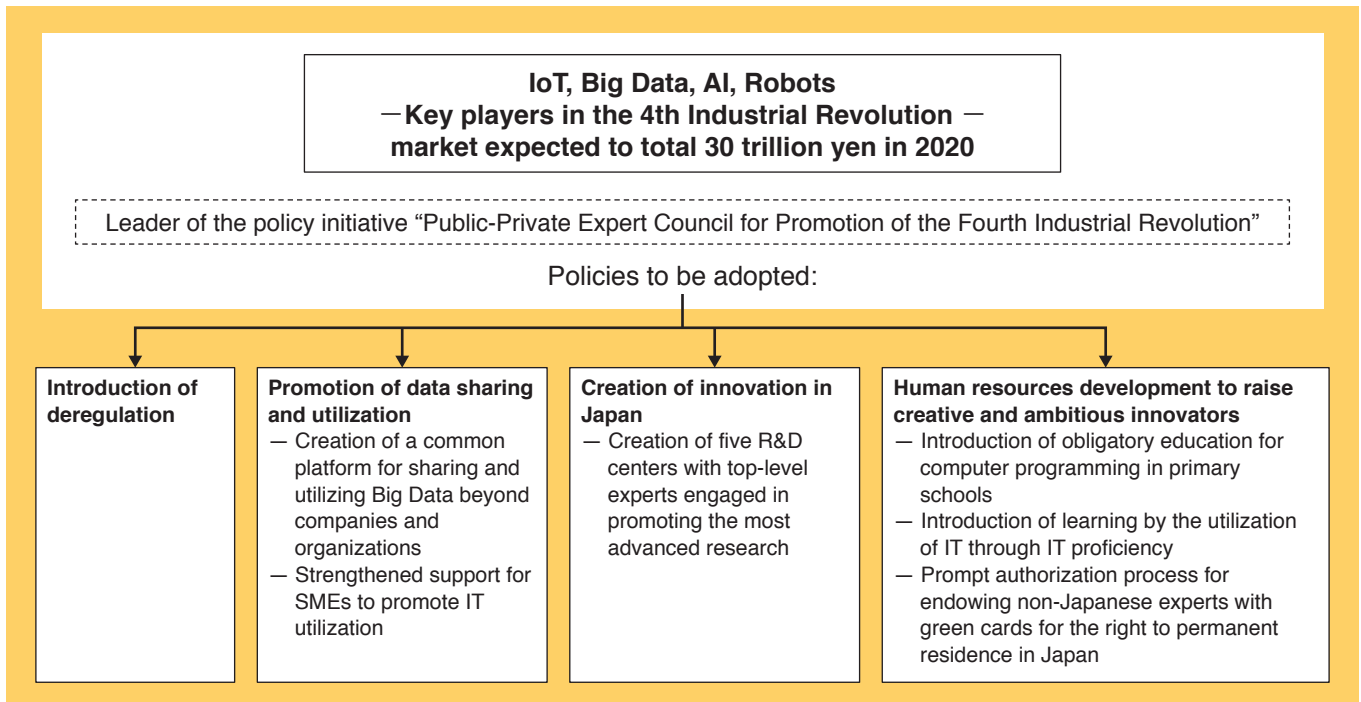 IoT, Big Data, AI, Robots
—Key players in the 4th Industrial Revolution —
market expected to total 30 trillion yen in 2020
Leader of the policy initiative “Public-Private Expert Council for Promotion of the Fourth Industrial Revolution”
Policies to be adopted:
Introduction of
deregulation
Promotion of data sharing
and utilization
— Creation of a common
platform for sharing and
utilizing Big Data beyond
companies and
organizations
— Strengthened support for
SMEs to promote IT
utilization
Creation of innovation in
Japan
— Creation of five R&D
centers with top-level
experts engaged in
promoting the most
advanced research
Human resources development to raise
creative and ambitious innovators
— Introduction of obligatory education for
computer programming in primary
schools
— Introduction of learning by the utilization
of IT through IT proficiency
— Prompt authorization process for
endowing non-Japanese experts with
green cards for the right to permanent
residence in Japan